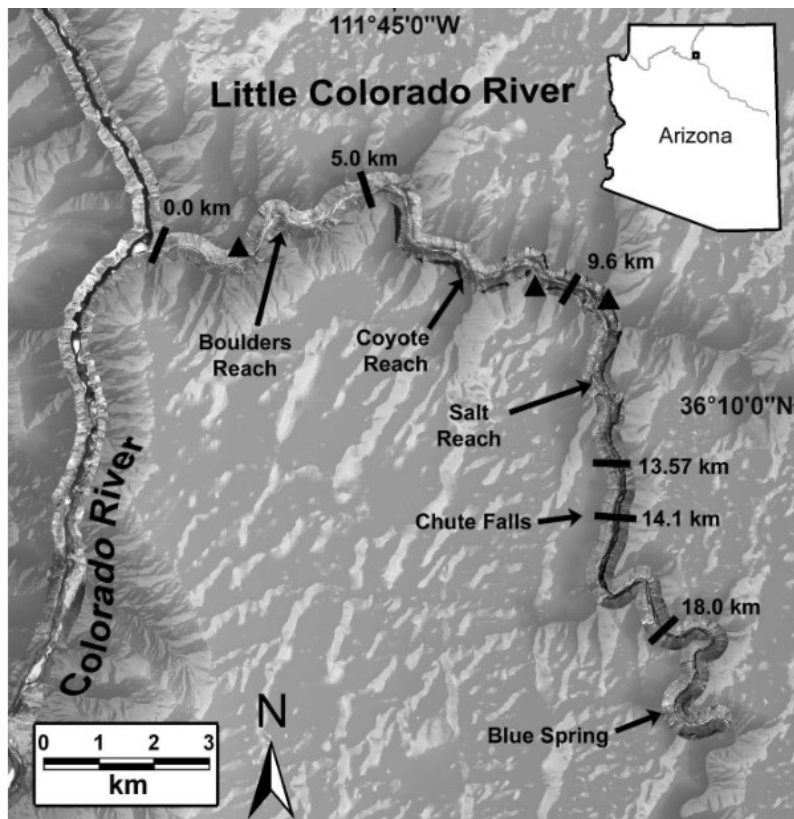 111°45'0"W
Little Colorado River
Arizona
5.0 km
0.0 km
9.6 km
Boulders
Reach
Coyote
Reach
Salt
Reach
36°10'0"N
13.57 km
Chute Falls
14.1 km
18.0 km
Colorado River
Blue Spring
N
0 1 2 3
km